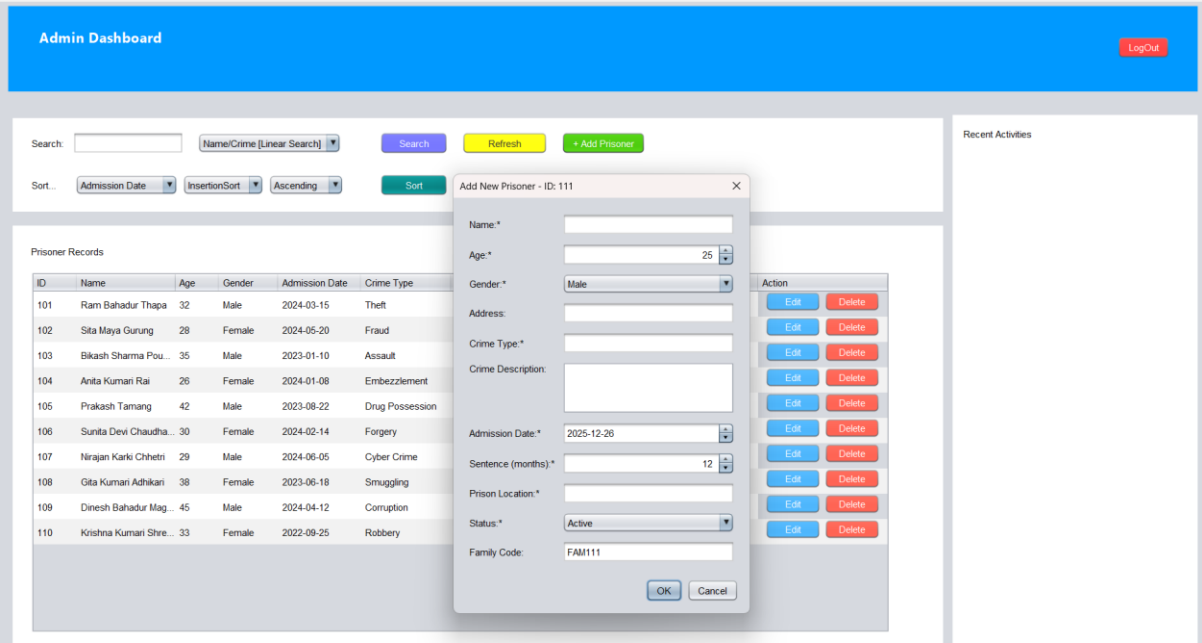 Admin Dashboard
LogOut
Search: Name/Crime [Linear Search] Search Refresh + Add Prisoner
Sort... Admission Date InsertionSort Ascending Sort
Recent Activities
Prisoner Records
ID Name Age Gender Admission Date Crime Type Action
101 Ram Bahadur Thapa 32 Male 2024-03-15 Theft Edit Delete
102 Sita Maya Gurung 28 Female 2024-05-20 Fraud Edit Delete
103 Bikash Sharma Pou... 35 Male 2023-01-10 Assault Edit Delete
104 Anita Kumari Rai 26 Female 2024-01-08 Embezzlement Edit Delete
105 Prakash Tamang 42 Male 2023-08-22 Drug Possession Edit Delete
106 Sunita Devi Chaudha... 30 Female 2024-02-14 Forgery Edit Delete
107 Nirajan Karki Chhetri 29 Male 2024-06-05 Cyber Crime Edit Delete
108 Gita Kumari Adhikari 38 Female 2023-06-18 Smuggling Edit Delete
109 Dinesh Bahadur Mag... 45 Male 2024-04-12 Corruption Edit Delete
110 Krishna Kumari Shre... 33 Female 2022-09-25 Robbery Edit Delete
Add New Prisoner - ID: 111
Name:*
Age:* 25
Gender:* Male
Address:
Crime Type:*
Crime Description:
Admission Date:* 2025-12-26
Sentence (months):* 12
Prison Location:*
Status:* Active
Family Code: FAM111
OK Cancel